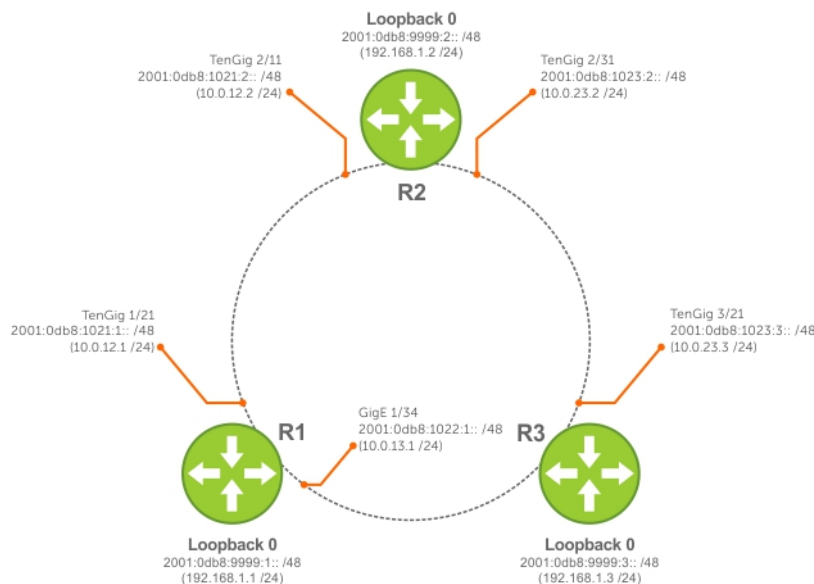 Loopback 0
2001:0db8:9999:2:: /48
(192.168.1.2 /24)
TenGig 2/11
2001:0db8:1021:2:: /48
(10.0.12.2 /24)
TenGig 2/31
2001:0db8:1023:2:: /48
(10.0.23.2 /24)
R2
TenGig 1/21
2001:0db8:1021:1:: /48
(10.0.12.1 /24)
TenGig 3/21
2001:0db8:1023:3:: /48
(10.0.23.3 /24)
R1
GigE 1/34
2001:0db8:1022:1:: /48
(10.0.13.1 /24)
R3
Loopback 0
2001:0db8:9999:1:: /48
(192.168.1.1 /24)
Loopback 0
2001:0db8:9999:3:: /48
(192.168.1.3 /24)